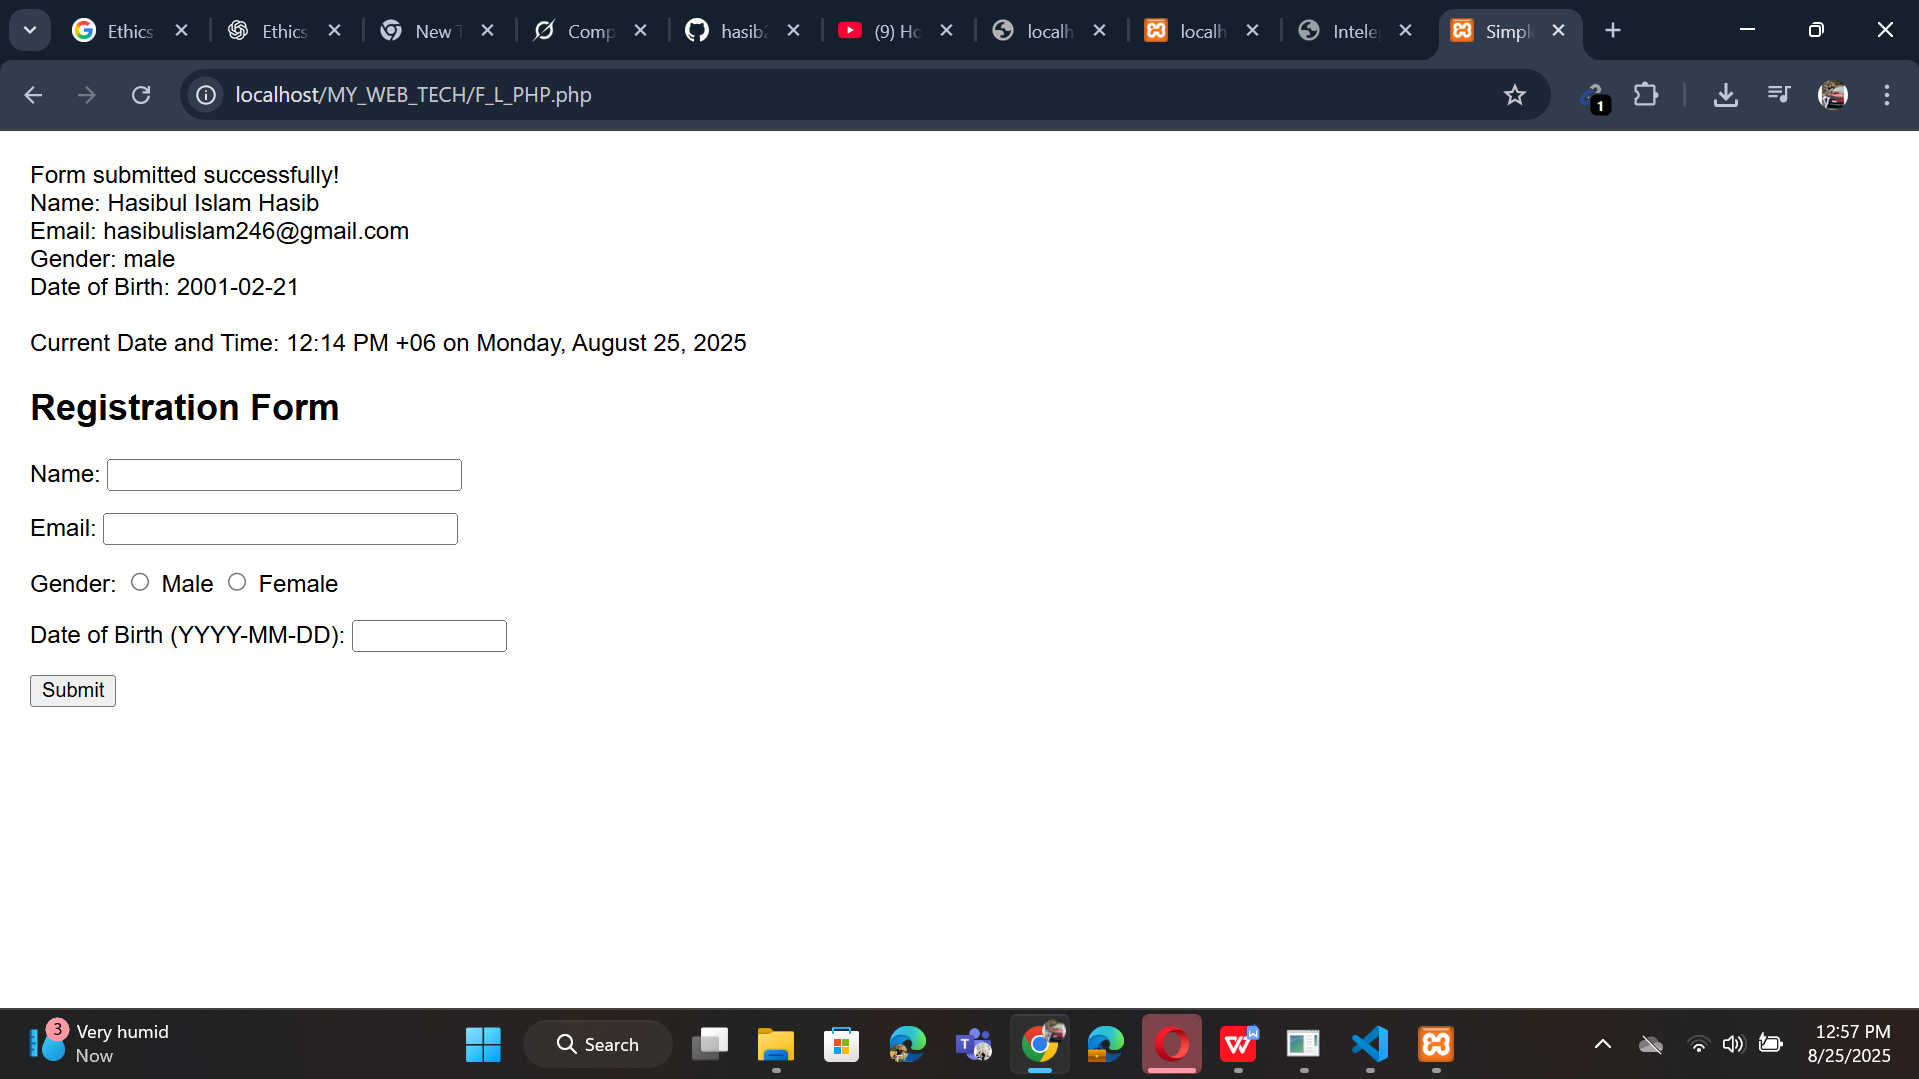 Ethics
Ethics
New T
Comp
hasib2
(9) Ho
localh
localh
Intele
Simple
localhost/MY_WEB_TECH/F_L_PHP.php
1
Form submitted successfully!
Name: Hasibul Islam Hasib
Email: hasibulislam246@gmail.com
Gender: male
Date of Birth: 2001-02-21
Current Date and Time: 12:14 PM +06 on Monday, August 25, 2025
Registration Form
Name:
Email:
Gender: Male Female
Date of Birth (YYYY-MM-DD):
Submit
3
Very humid
Now
Search
12:57 PM
8/25/2025